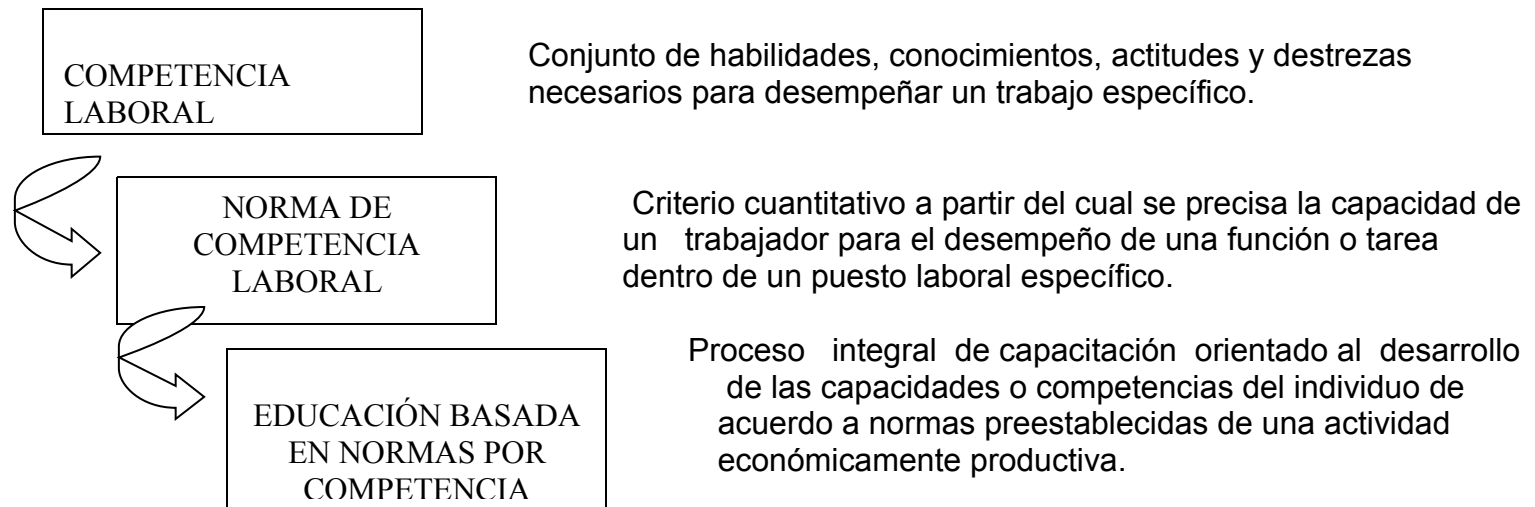 COMPETENCIA
LABORAL
Conjunto de habilidades, conocimientos, actitudes y destrezas
necesarios para desempeñar un trabajo específico.
NORMA DE
COMPETENCIA
LABORAL
Criterio cuantitativo a partir del cual se precisa la capacidad de
un trabajador para el desempeño de una función o tarea
dentro de un puesto laboral específico.
EDUCACIÓN BASADA
EN NORMAS POR
COMPETENCIA
Proceso integral de capacitación orientado al desarrollo
de las capacidades o competencias del individuo de
acuerdo a normas preestablecidas de una actividad
económicamente productiva.